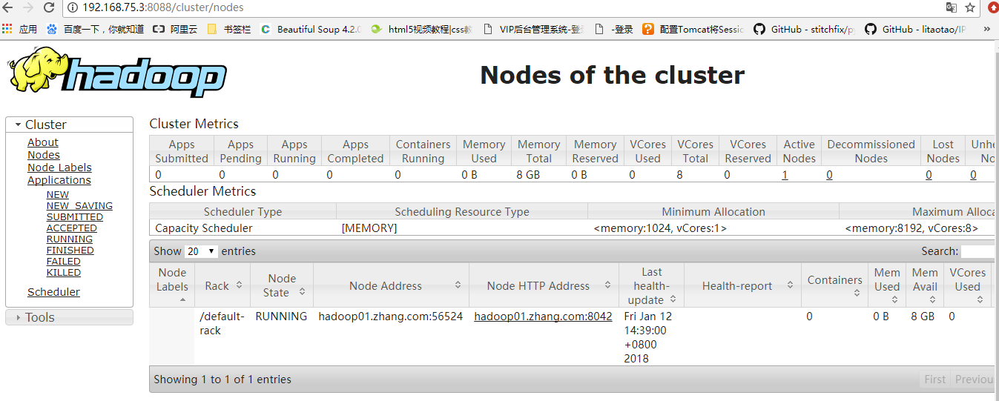 192.168.75.3:8088/cluster/nodes
应用 百度一下，你就知道 阿里云 书签栏 Beautiful Soup 4.2.0 html5视频教程|css教 VIP后台管理系统-登录 -登录 配置Tomcat将Sessio GitHub - stitchfix/py GitHub - litaotao/IP »
hadoop
Nodes of the cluster
Cluster
About
Nodes
Node Labels
Applications
NEW
NEW_SAVING
SUBMITTED
ACCEPTED
RUNNING
FINISHED
FAILED
KILLED
Scheduler
Tools
Cluster Metrics
Apps Apps Apps Apps Containers Memory Memory Memory VCores VCores VCores Active Decommissioned Lost Unhe
Submitted Pending Running Completed Running Used Total Reserved Used Total Reserved Nodes Nodes Nodes No
0 0 0 0 0 0 B 8 GB 0 B 0 8 0 1 0 0 0
Scheduler Metrics
Scheduler Type Scheduling Resource Type Minimum Allocation Maximum Alloca
Capacity Scheduler [MEMORY] <memory:1024, vCores:1> <memory:8192, vCores:8>
Show 20 entries Search:
Node Labels Rack Node State Node Address Node HTTP Address Last health-update Health-report Containers Mem Used Mem Avail VCores Used
/default-rack RUNNING hadoop01.zhang.com:56524 hadoop01.zhang.com:8042 Fri Jan 12 14:39:00 +0800 2018 0 0 B 8 GB 0
Showing 1 to 1 of 1 entries First Previou